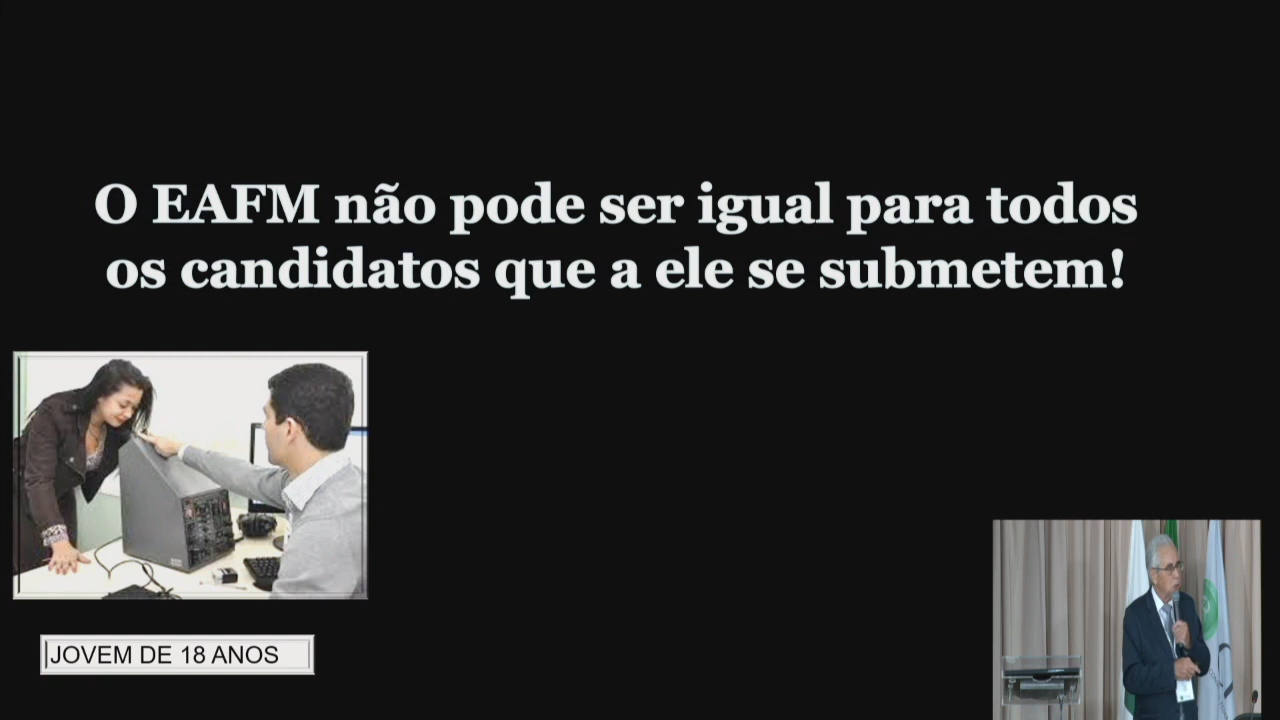 O EAFM não pode ser igual para todos
os candidatos que a ele se submetem!
JOVEM DE 18 ANOS